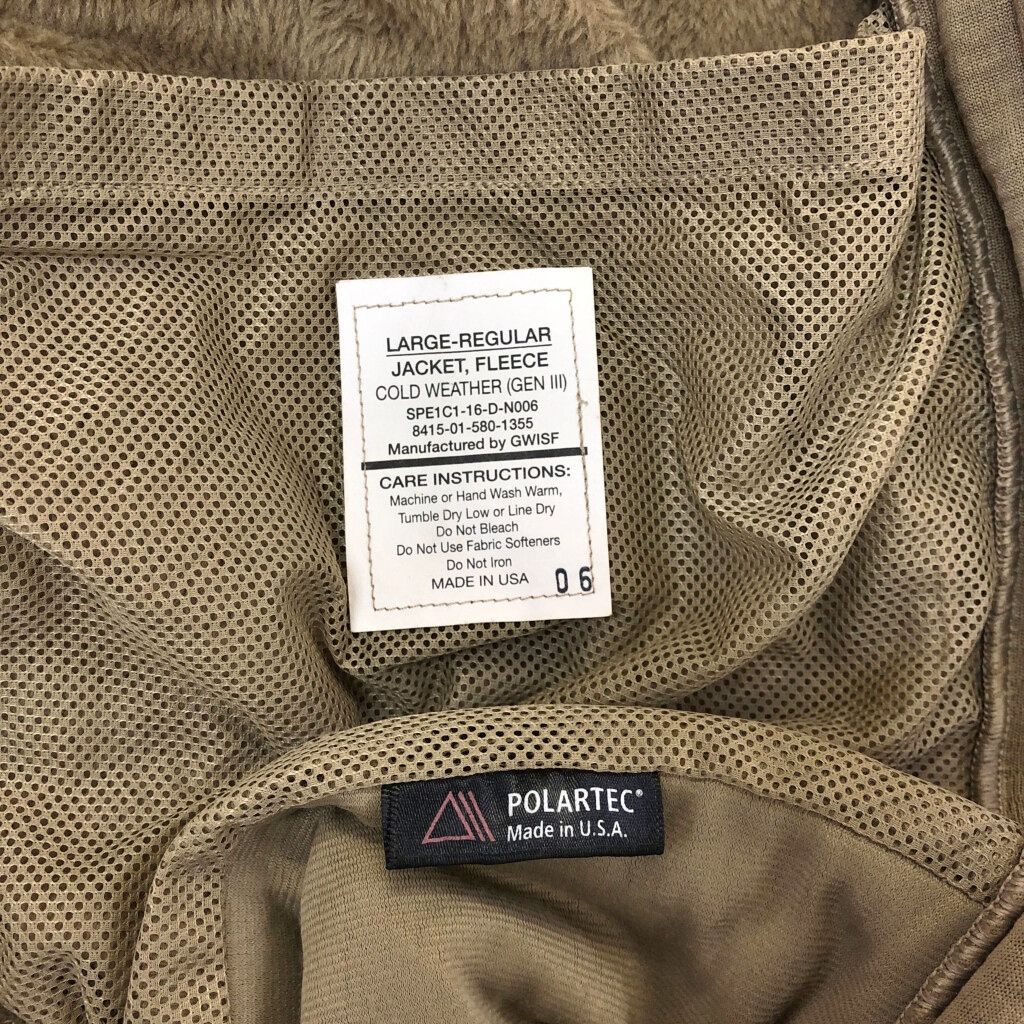 LARGE-REGULAR
JACKET, FLEECE
COLD WEATHER (GEN III)
SPE1C1-16-D-N006
8415-01-580-1355
Manufactured by GWISF
CARE INSTRUCTIONS:
Machine or Hand Wash Warm,
Tumble Dry Low or Line Dry
Do Not Bleach
Do Not Use Fabric Softeners
Do Not Iron
MADE IN USA 06
POLARTEC®
Made in U.S.A.